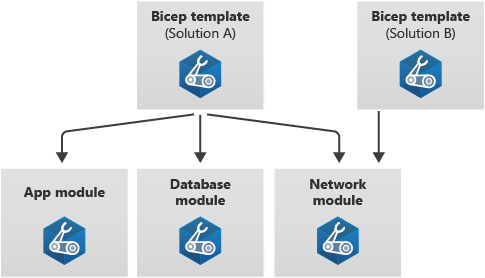 Bicep template
(Solution A)
Bicep template
(Solution B)
App module
Database
module
Network
module